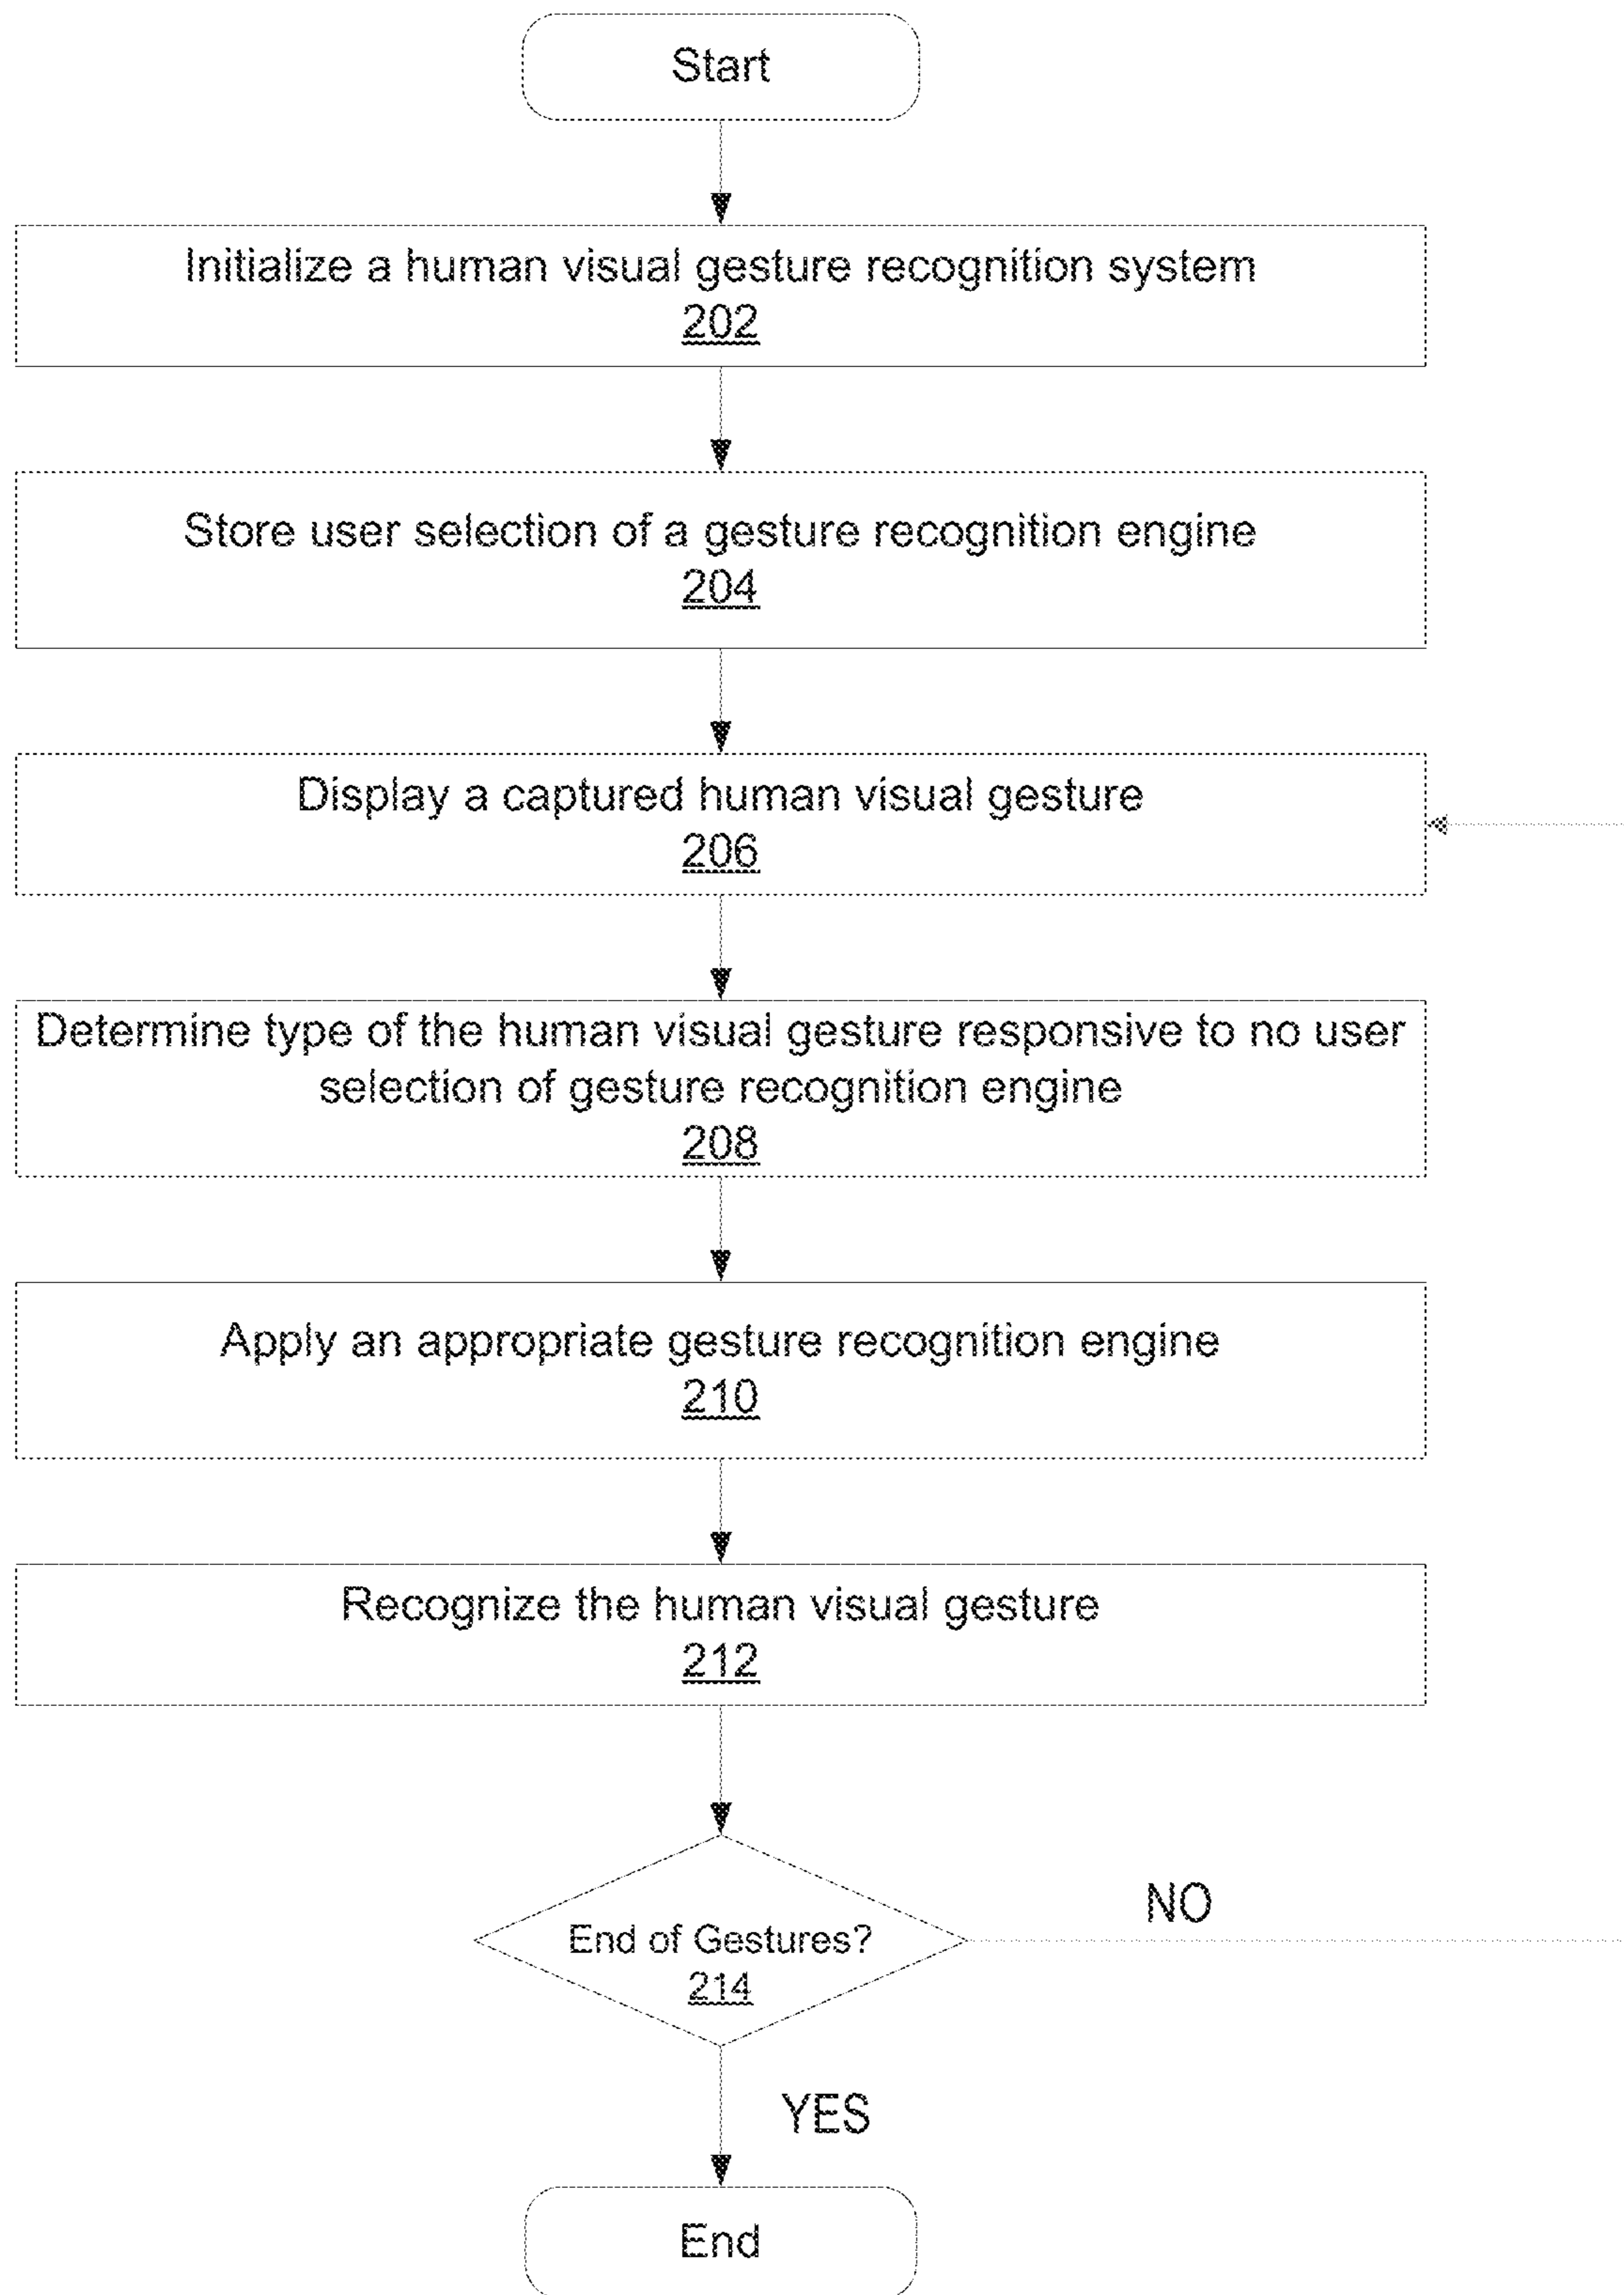 Start
Initialize a human visual gesture recognition system
202
Store user selection of a gesture recognition engine
204
Display a captured human visual gesture
206
Determine type of the human visual gesture responsive to no user
selection of gesture recognition engine
208
Apply an appropriate gesture recognition engine
210
Recognize the human visual gesture
212
End of Gestures?
214
NO
YES
End